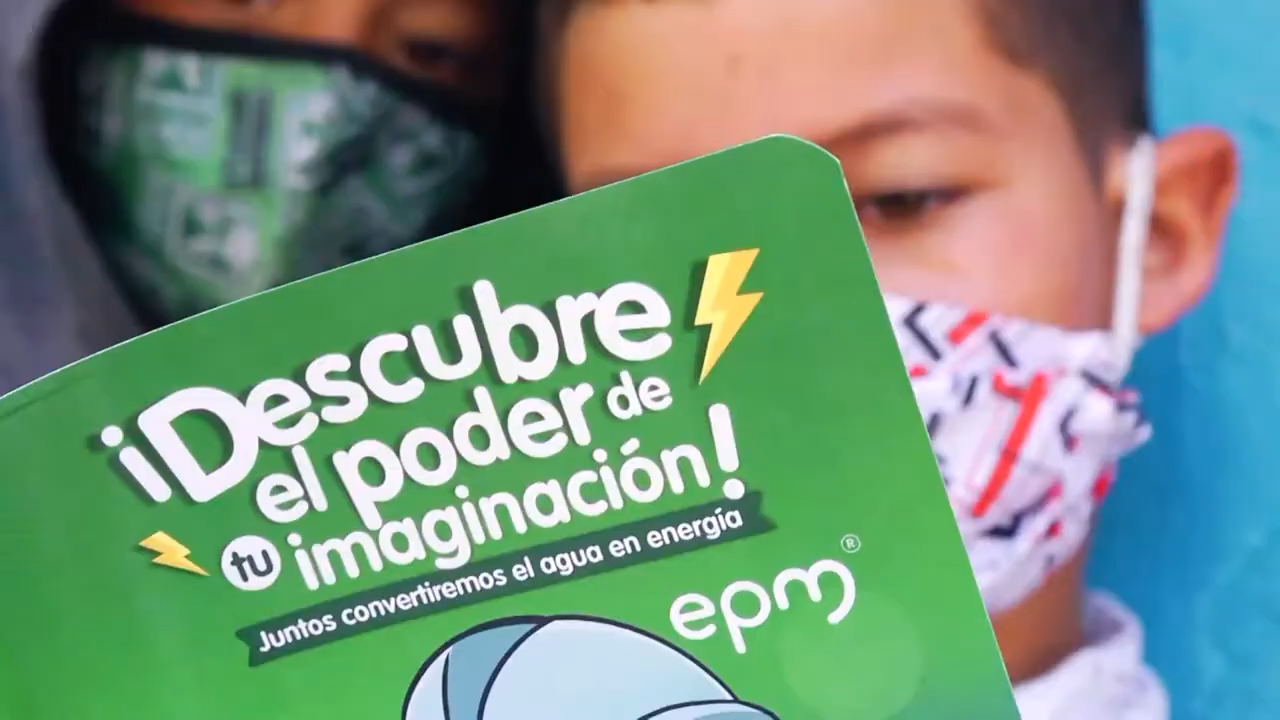 ¡Descubre
el poder de
tu imaginación!
Juntos convertiremos el agua en energía
epm®